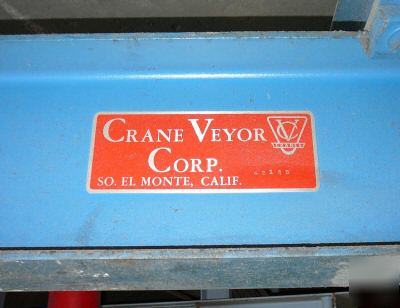 CRANE VEYOR
CORP.
SO. EL MONTE, CALIF.